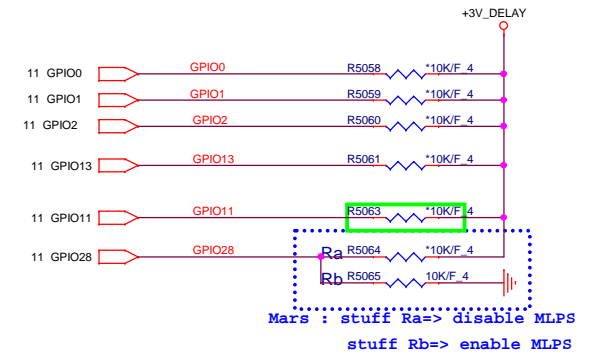 +3V_DELAY
11 GPIO0 GPIO0 R5058 *10K/F_4
11 GPIO1 GPIO1 R5059 *10K/F_4
11 GPIO2 GPIO2 R5060 *10K/F_4
11 GPIO13 GPIO13 R5061 *10K/F_4
11 GPIO11 GPIO11 R5063 *10K/F_4
11 GPIO28 GPIO28 Ra R5064 *10K/F_4
Rb R5065 10K/F_4
Mars : stuff Ra=> disable MLPS
stuff Rb=> enable MLPS